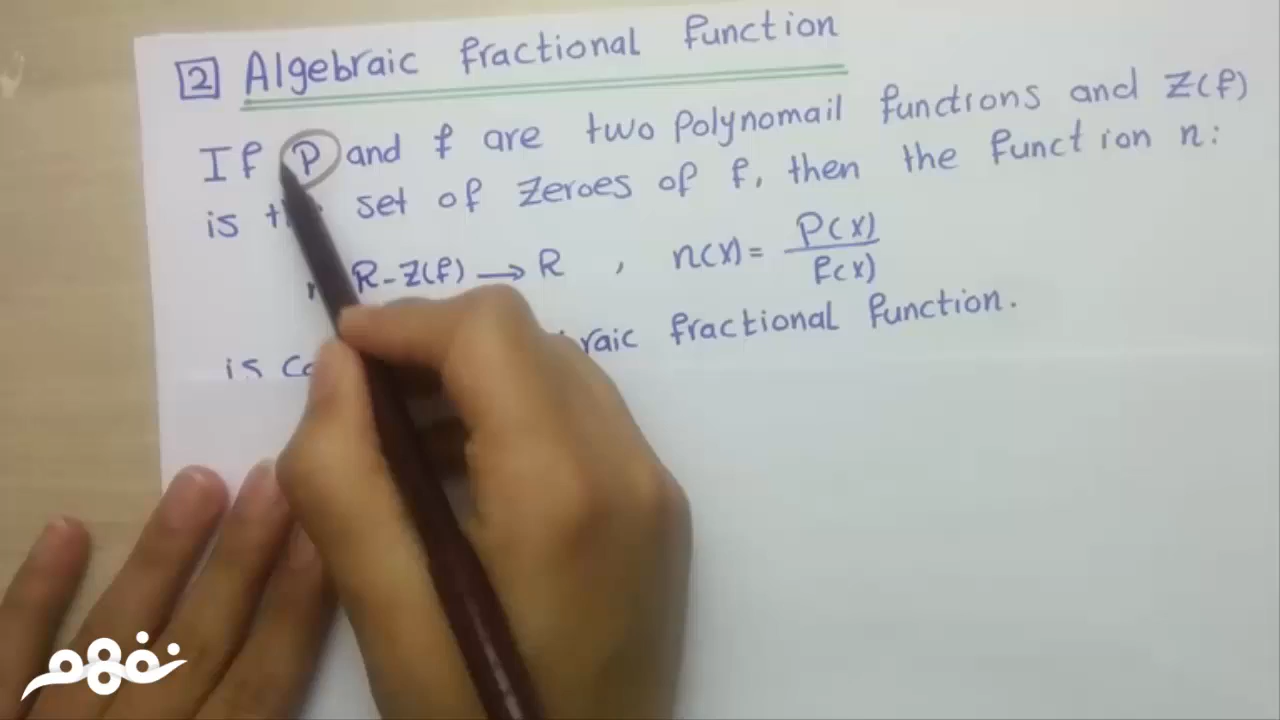 2 Algebraic fractional function
If P and f are two Polynomail functions and Z(f)
is set of zeroes of f, then the function n:
R-Z(f) → R , n(x) = P(x)/f(x)
is fractional function.
نفهم